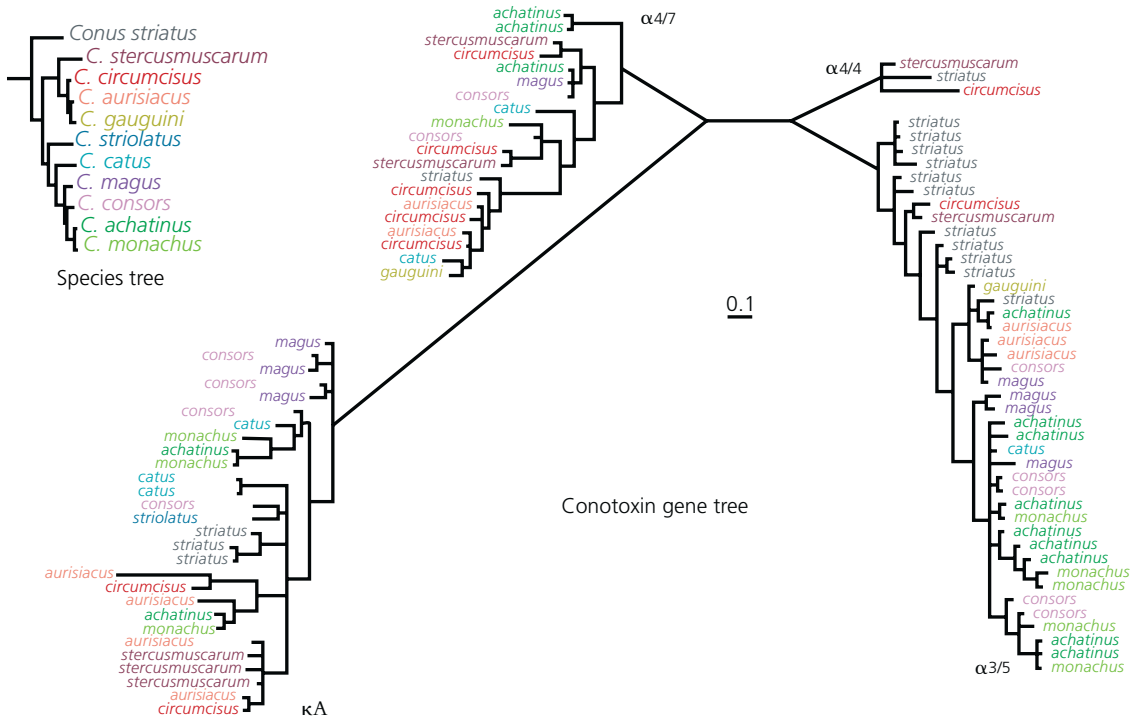 Conus striatus
C. stercusmuscarum
C. circumcisus
C. aurisiacus
C. gauguini
C. striolatus
C. catus
C. magus
C. consors
C. achatinus
C. monachus
Species tree
α4/7
achatinus
achatinus
stercusmuscarum
circumcisus
achatinus
magus
consors
catus
monachus
consors
circumcisus
stercusmuscarum
striatus
circumcisus
aurisiacus
circumcisus
aurisiacus
circumcisus
catus
gauguini
α4/4
stercusmuscarum
striatus
circumcisus
striatus
striatus
striatus
striatus
striatus
striatus
circumcisus
stercusmuscarum
striatus
striatus
striatus
striatus
gauguini
striatus
achatinus
aurisiacus
aurisiacus
aurisiacus
consors
magus
magus
magus
achatinus
achatinus
catus
magus
consors
consors
achatinus
monachus
achatinus
achatinus
achatinus
monachus
monachus
consors
consors
monachus
achatinus
achatinus
monachus
α3/5
0.1
Conotoxin gene tree
magus
consors
magus
consors
magus
consors
catus
monachus
achatinus
monachus
catus
catus
consors
striolatus
striatus
striatus
striatus
aurisiacus
circumcisus
aurisiacus
achatinus
monachus
aurisiacus
stercusmuscarum
stercusmuscarum
stercusmuscarum
aurisiacus
circumcisus
κA